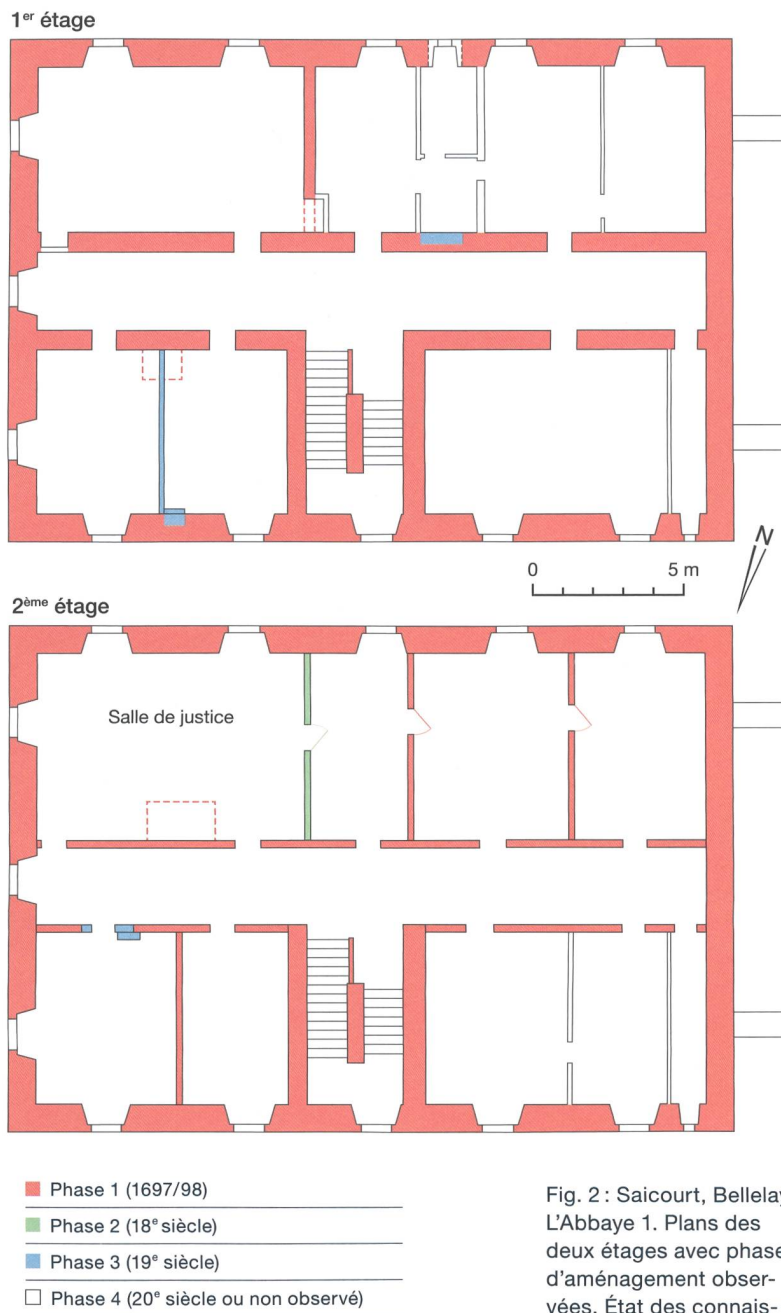 1er étage
N
0 5 m
2ème étage
Salle de justice
Phase 1 (1697/98)
Phase 2 (18e siècle)
Phase 3 (19e siècle)
Phase 4 (20e siècle ou non observé)
Fig. 2 : Saicourt, Bellelay
L’Abbaye 1. Plans des
deux étages avec phase
d’aménagement obser-
vées. État des connais-